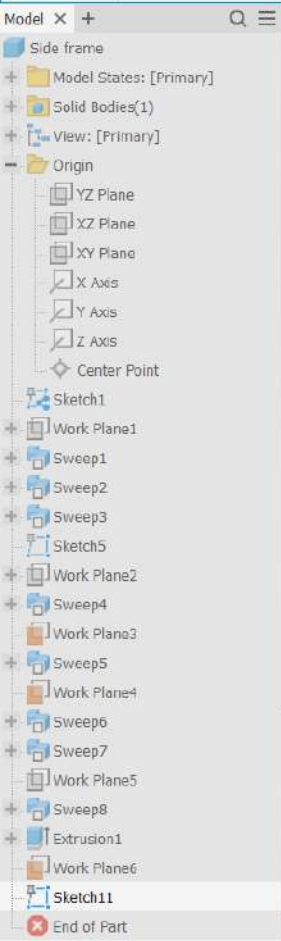 Model × +
Side frame
Model States: [Primary]
Solid Bodies(1)
View: [Primary]
Origin
YZ Plane
XZ Plane
XY Plane
X Axis
Y Axis
Z Axis
Center Point
Sketch1
Work Plane1
Sweep1
Sweep2
Sweep3
Sketch5
Work Plane2
Sweep4
Work Plane3
Sweep5
Work Plane4
Sweep6
Sweep7
Work Plane5
Sweep8
Extrusion1
Work Plane6
Sketch11
End of Part